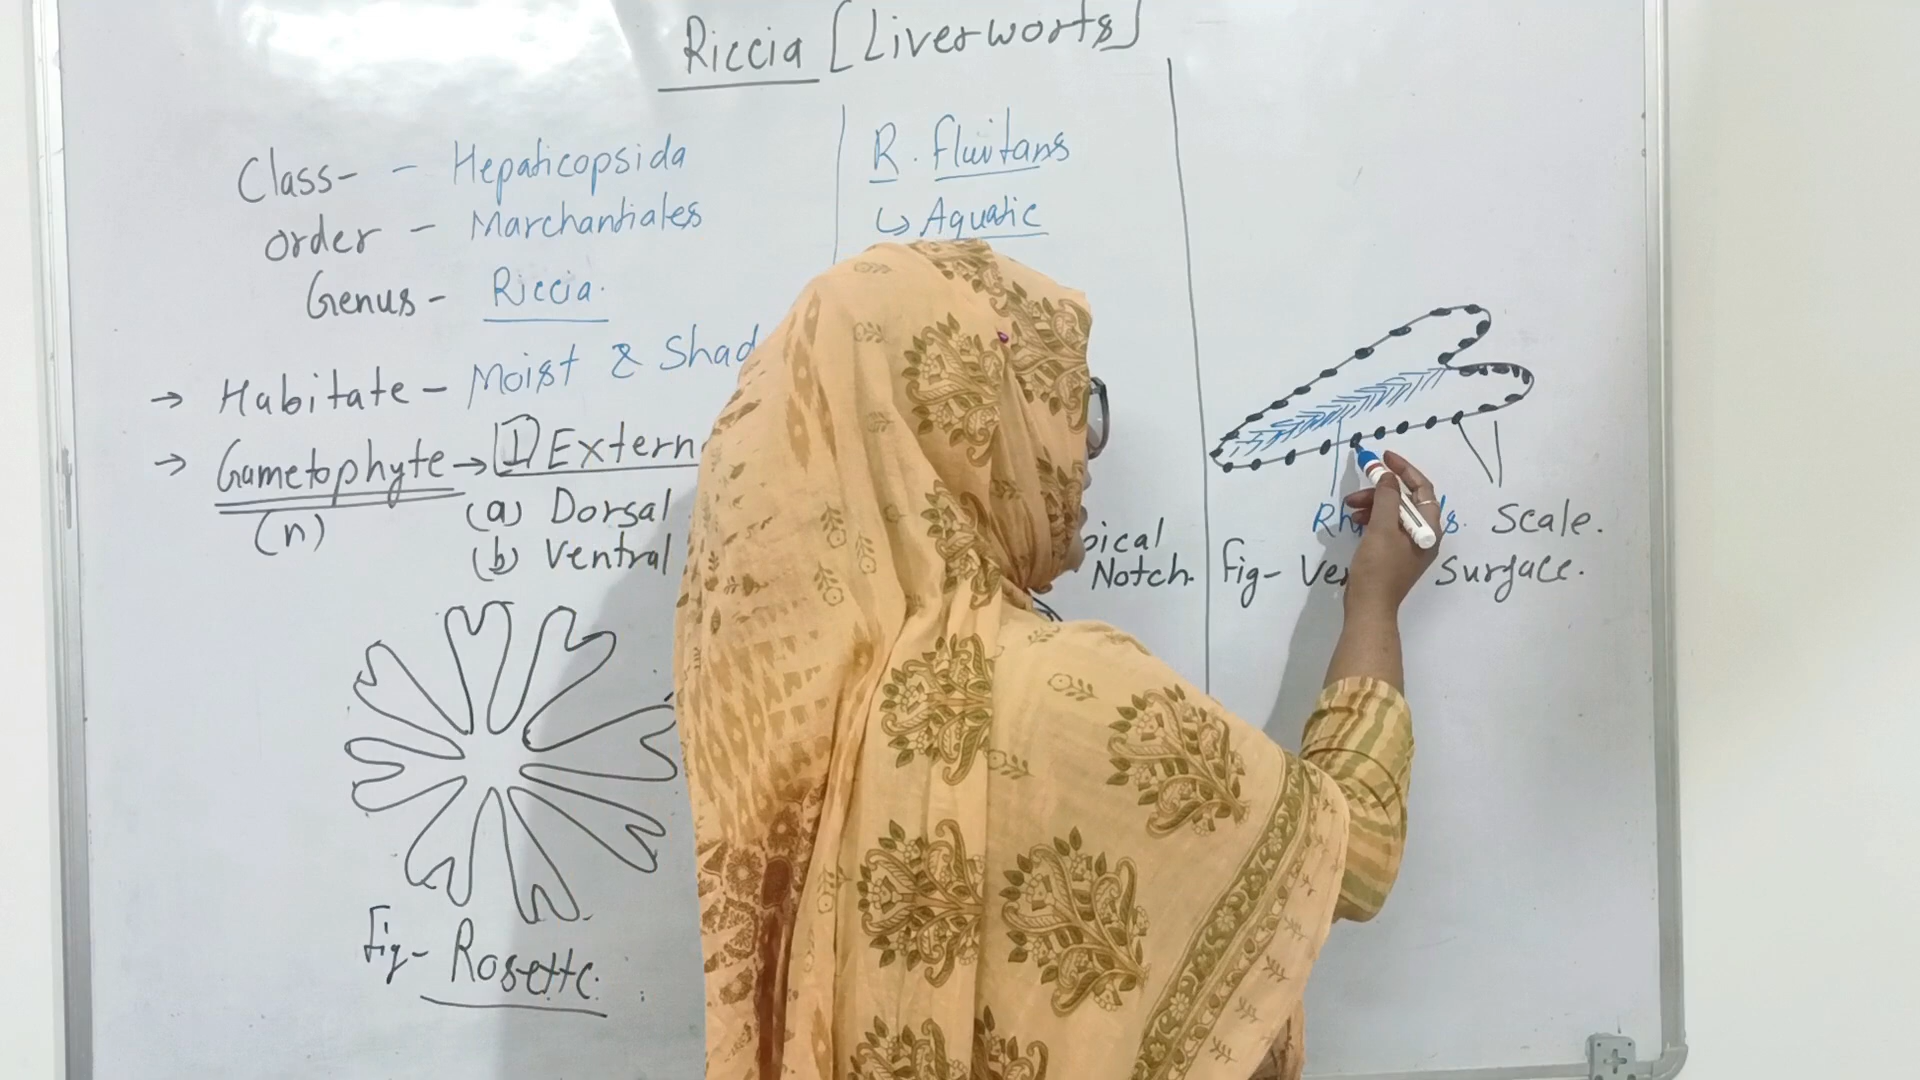 Riccia [Liverworts]
Class- - Hepaticopsida
order - Marchantiales
Genus - Riccia.
→ Habitate - Moist & Shad
→ Gametophyte → I) Extern
(n)
(a) Dorsal
(b) Ventral
Fig- Rosette.
R. fluitans
↳ Aquatic
pical
Notch.
Scale.
Fig- Ve Surface.